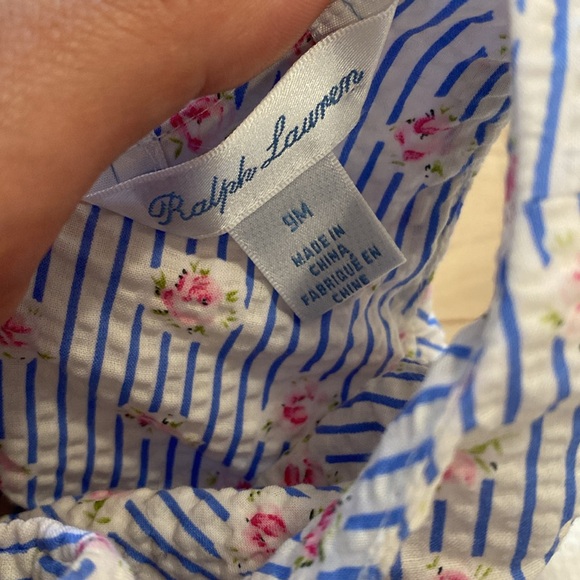 Ralph Lauren
9M
MADE IN
CHINA
FABRIQUÉ EN
CHINE